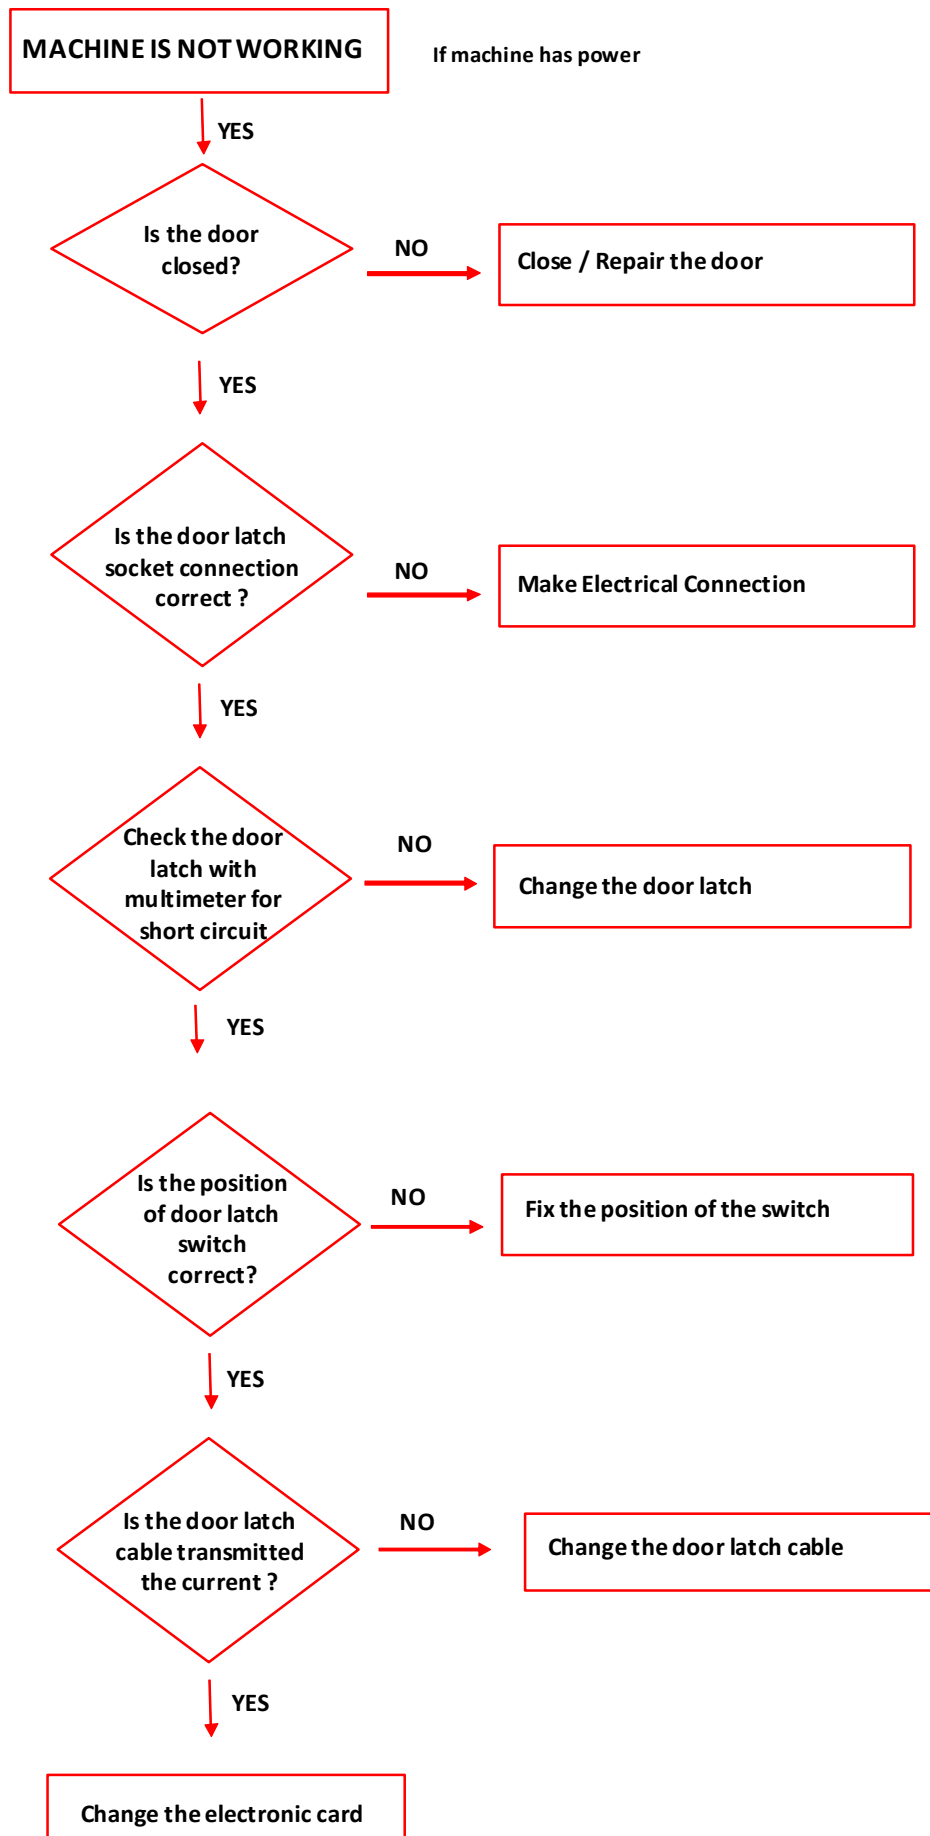 MACHINE IS NOT WORKING
If machine has power
YES
Is the door
closed?
NO
Close / Repair the door
YES
Is the door latch
socket connection
correct ?
NO
Make Electrical Connection
YES
Check the door
latch with
multimeter for
short circuit
NO
Change the door latch
YES
Is the position
of door latch
switch
correct?
NO
Fix the position of the switch
YES
Is the door latch
cable transmitted
the current ?
NO
Change the door latch cable
YES
Change the electronic card